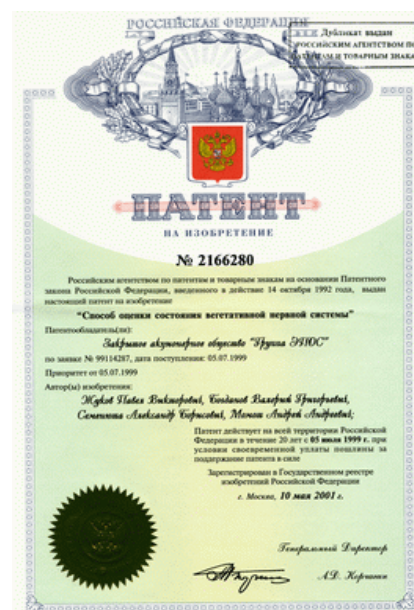 РОССИЙСКАЯ ФЕДЕРАЦИЯ
Дубликат выдан
РОССИЙСКИМ АГЕНТСТВОМ ПО
ПАТЕНТАМ И ТОВАРНЫМ ЗНАКА
ПАТЕНТ
НА ИЗОБРЕТЕНИЕ
№ 2166280
Российским агентством по патентам и товарным знакам на основании Патентного
закона Российской Федерации, введенного в действие 14 октября 1992 года, выдан
настоящий патент на изобретение
"Способ оценки состояния вегетативной нервной системы"
Патентообладатель(ли):
Закрытое акционерное общество "Группа ЭПОС"
по заявке № 99114287, дата поступления: 05.07.1999
Приоритет от 05.07.1999
Автор(ы) изобретения:
Жуков Павел Викторович, Богданов Валерий Григорьевич,
Александр Борисович, Андрей Андреевич;
Патент действует на всей территории Российской
Федерации в течение 20 лет с 05 июля 1999 г. при
условии своевременной уплаты пошлины за
поддержание патента в силе
Зарегистрирован в Государственном реестре
изобретений Российской Федерации
г. Москва, 10 мая 2001 г.
Генеральный Директор
А.Д. Корчагин